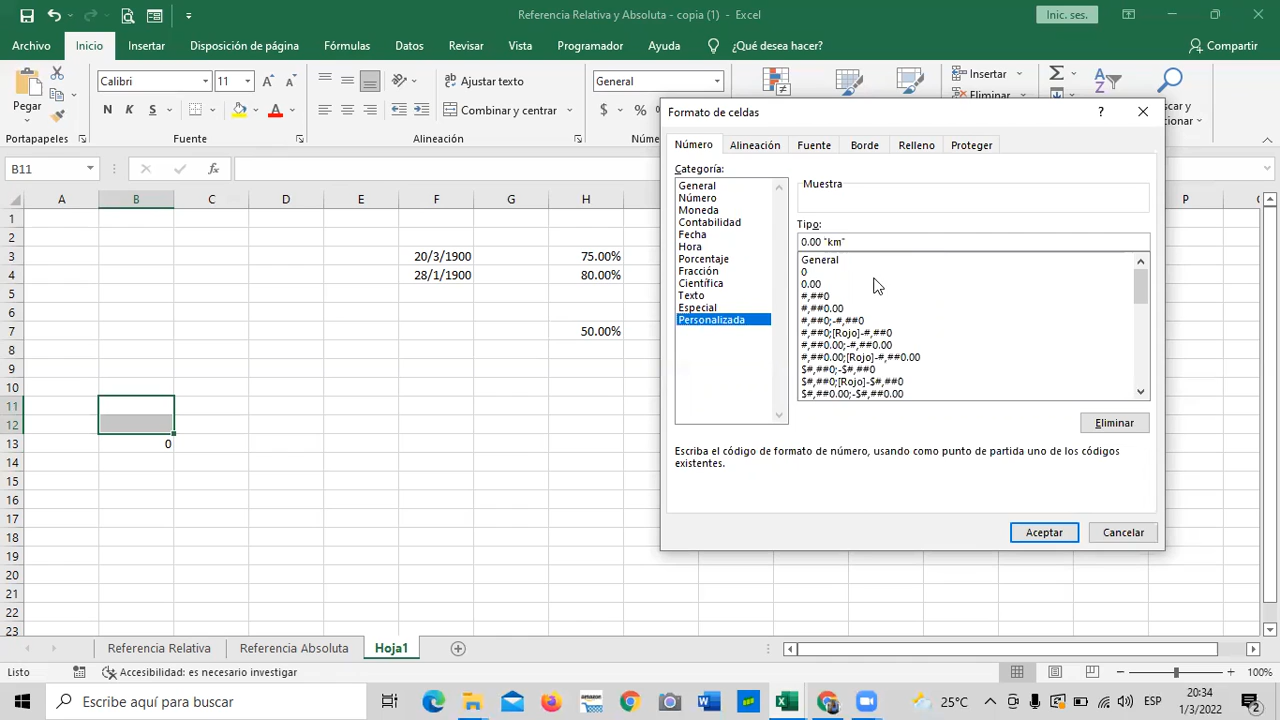 Referencia Relativa y Absoluta - copia (1) - Excel
Inic. ses.
Archivo Inicio Insertar Disposición de página Fórmulas Datos Revisar Vista Programador Ayuda ¿Qué desea hacer? Compartir
Pegar
Calibri 11
N K S
Ajustar texto
Combinar y centrar
General
$ %
Insertar
Eliminar
Portapapeles Fuente Alineación
B11 fx
A B C D E F G H P
1
2
3 20/3/1900 75.00%
4 28/1/1900 80.00%
5
6
7 50.00%
8
9
10
11
12
13 0
14
15
16
17
18
19
20
21
22
23
Formato de celdas ?
Número Alineación Fuente Borde Relleno Proteger
Categoría:
General
Número
Moneda
Contabilidad
Fecha
Hora
Porcentaje
Fracción
Científica
Texto
Especial
Personalizada
Muestra
Tipo:
0.00 "km"
General
0
0.00
#,##0
#,##0.00
#,##0;-#,##0
#,##0;[Rojo]-#,##0
#,##0.00;-#,##0.00
#,##0.00;[Rojo]-#,##0.00
$#,##0;-$#,##0
$#,##0;[Rojo]-$#,##0
$#,##0.00;-$#,##0.00
Eliminar
Escriba el código de formato de número, usando como punto de partida uno de los códigos
existentes.
Aceptar Cancelar
Referencia Relativa Referencia Absoluta Hoja1
Listo Accesibilidad: es necesario investigar 100%
Escribe aquí para buscar
amazon
25°C ESP
20:34
1/3/2022
2